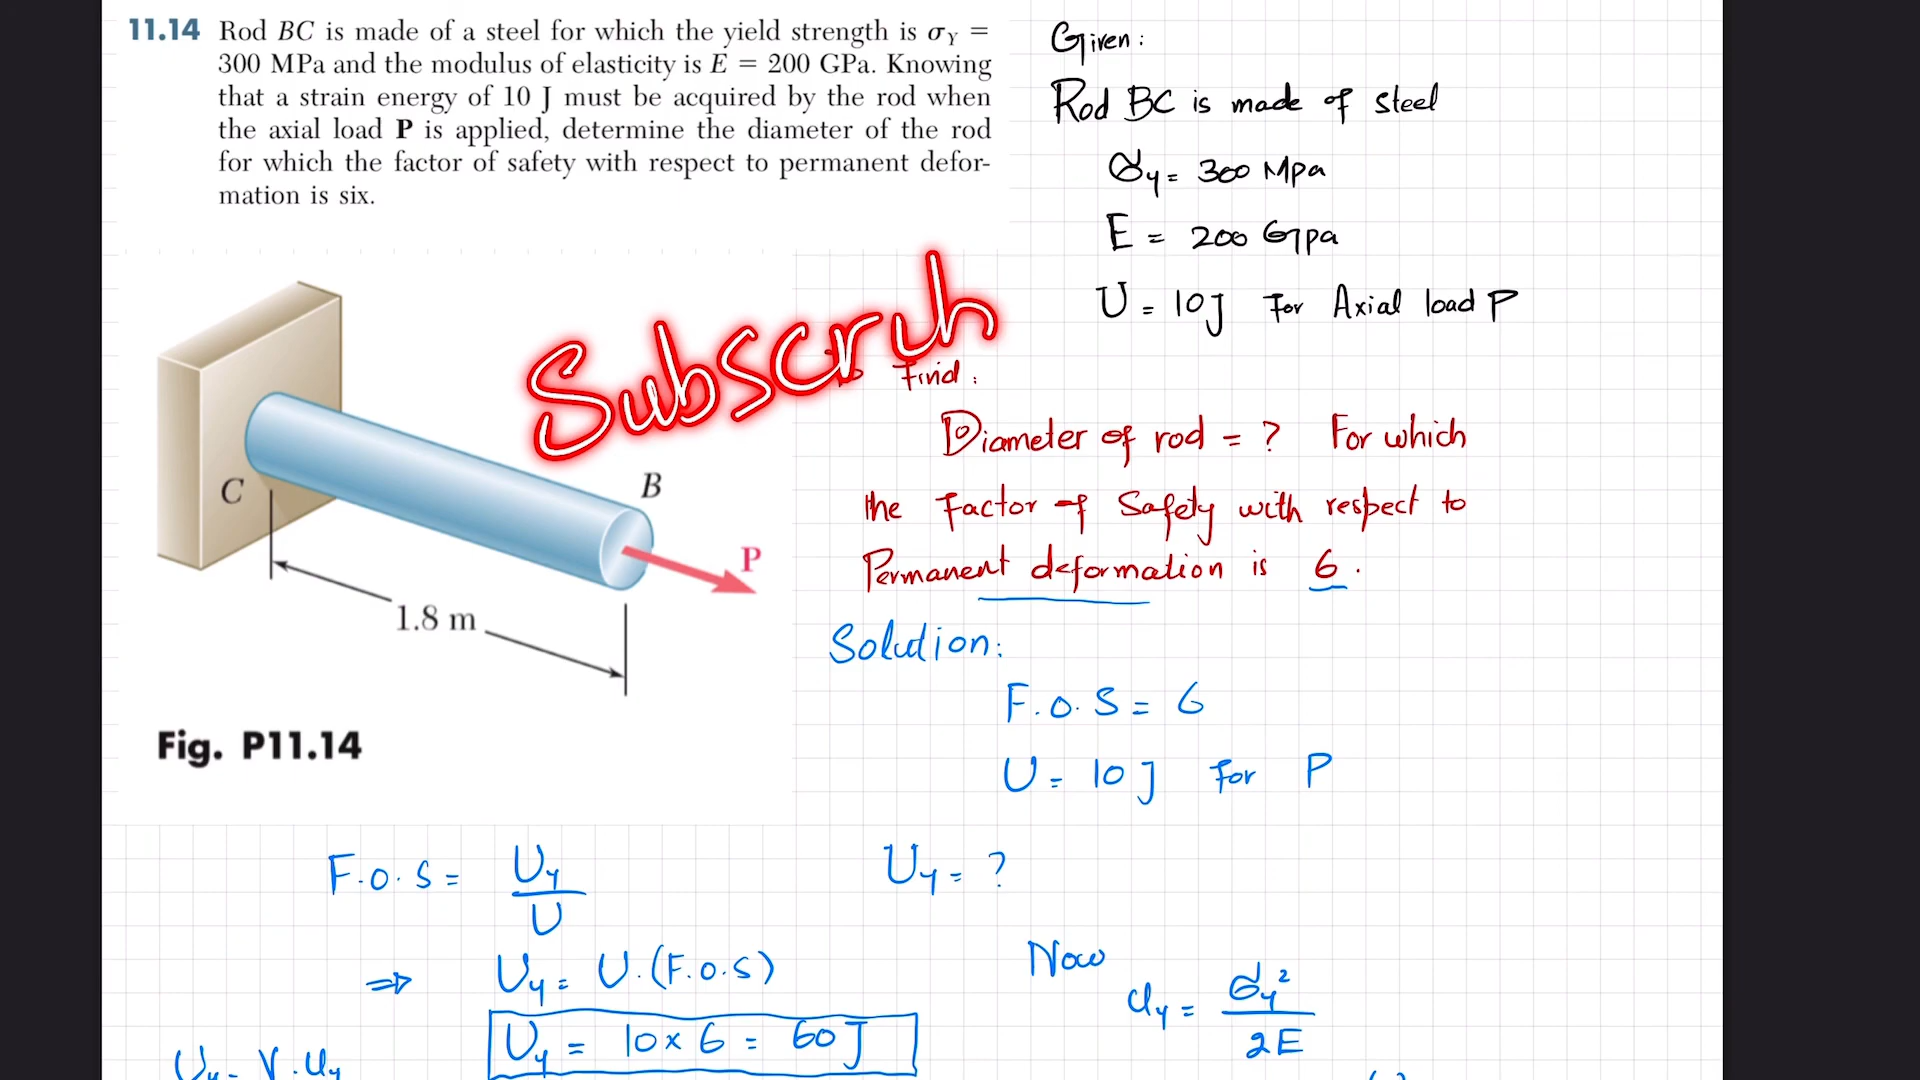 11.14 Rod BC is made of a steel for which the yield strength is σY =
300 MPa and the modulus of elasticity is E = 200 GPa. Knowing
that a strain energy of 10 J must be acquired by the rod when
the axial load P is applied, determine the diameter of the rod
for which the factor of safety with respect to permanent defor-
mation is six.
Given:
Rod BC is made of steel
σy = 300 MPa
E = 200 Gpa
U = 10J For Axial load P
Subscrub
Find:
Diameter of rod = ? For which
the Factor of Safety with respect to
Permanent deformation is 6.
C
B
P
1.8 m
Fig. P11.14
Solution:
F.O.S = 6
U = 10 J For P
F.O.S = Uy/U
Uy = ?
⇒ Uy = U.(F.O.S)
Uy = 10 x 6 = 60 J
Now
uy = σy²/2E
Uy = V.uy